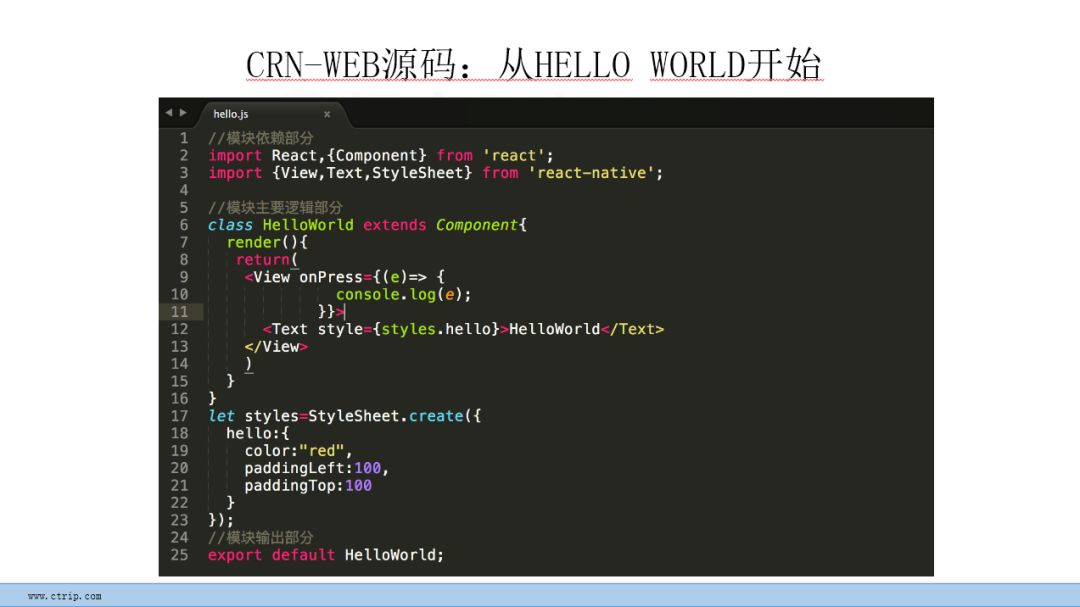 CRN-WEB源码：从HELLO WORLD开始
hello.js x
1 //模块依赖部分
2 import React,{Component} from 'react';
3 import {View,Text,StyleSheet} from 'react-native';
4
5 //模块主要逻辑部分
6 class HelloWorld extends Component{
7 render(){
8 return(
9 <View onPress={(e)=> {
10 console.log(e);
11 }}>
12 <Text style={styles.hello}>HelloWorld</Text>
13 </View>
14 )
15 }
16 }
17 let styles=StyleSheet.create({
18 hello:{
19 color:"red",
20 paddingLeft:100,
21 paddingTop:100
22 }
23 });
24 //模块输出部分
25 export default HelloWorld;
www.ctrip.com